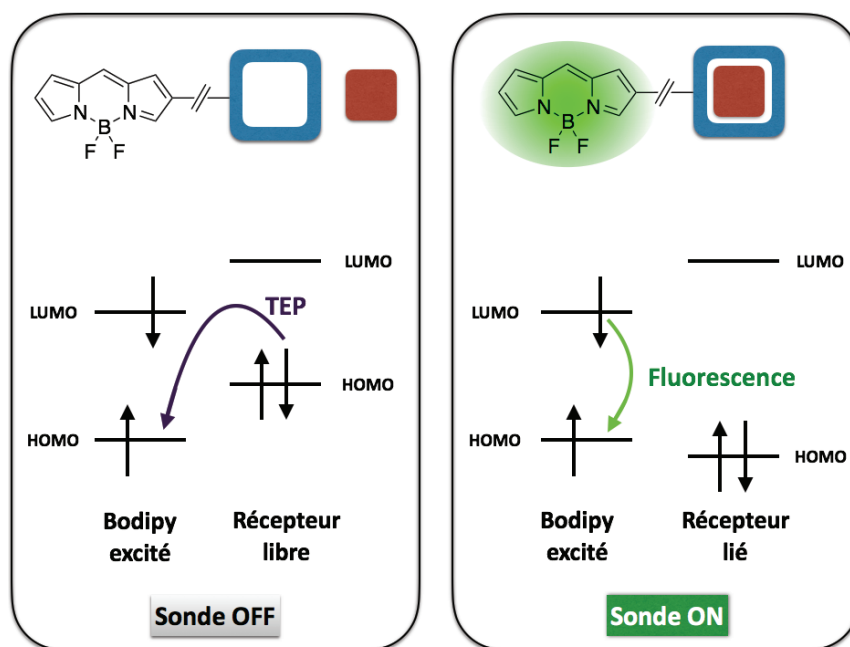 N
N
B
F
F
LUMO
LUMO
TEP
HOMO
HOMO
Bodipy
excité
Récepteur
libre
Sonde OFF
N
N
B
F
F
LUMO
LUMO
Fluorescence
HOMO
HOMO
Bodipy
excité
Récepteur
lié
Sonde ON